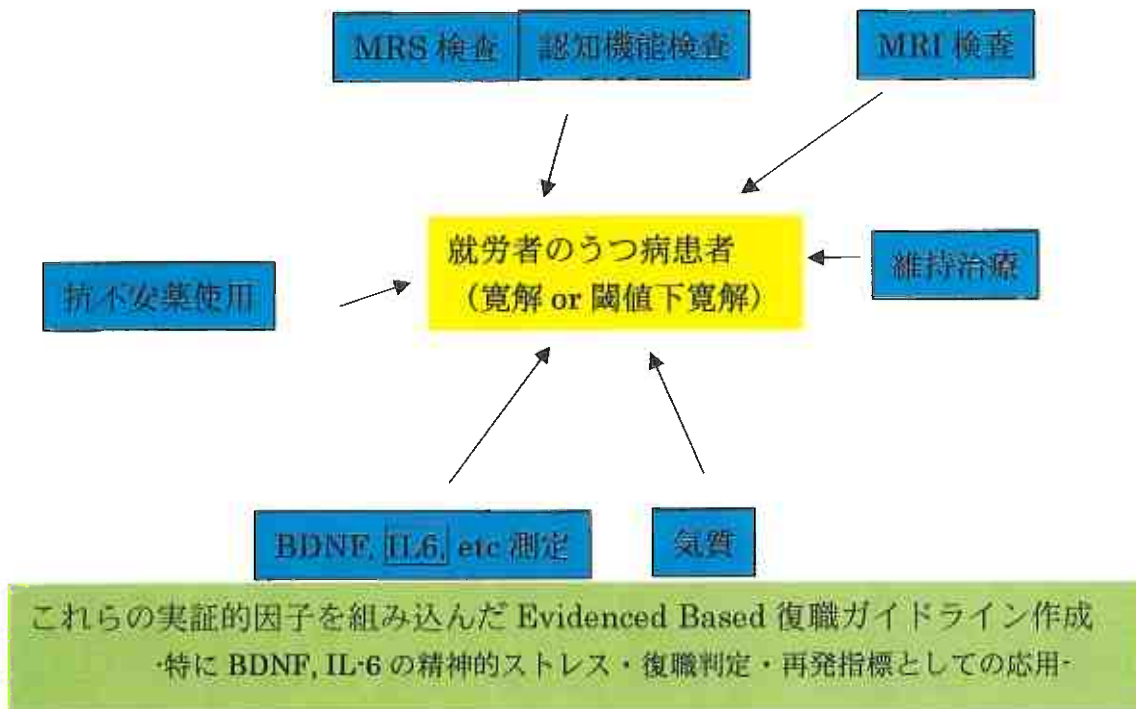 MRS 検査 認知機能検査
MRI 検査
就労者のうつ病患者
（寛解 or 閾値下寛解）
維持治療
抗不安薬使用
BDNF, IL6, etc 測定
気質
これらの実証的因子を組み込んだ Evidenced Based 復職ガイドライン作成
-特に BDNF, IL-6 の精神的ストレス・復職判定・再発指標としての応用-